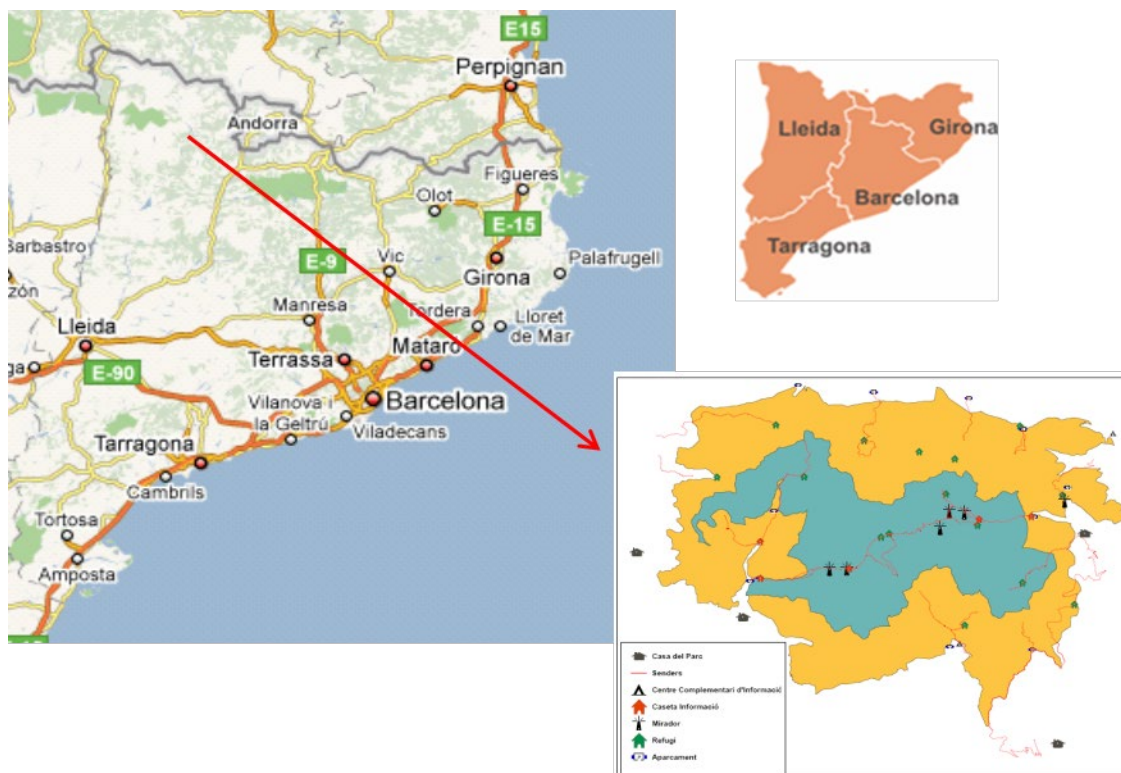 E15
Perpignan
Andorra
Figueres
Olot
E-15
Barbastro
E-9
Vic
Palafrugell
Girona
zón
Manresa
Tordera
Lloret
de Mar
Lleida
Terrassa
Mataro
ga
E-90
Barcelona
Vilanova i
la Geltrú
Viladecans
Tarragona
Cambrils
Tortosa
Amposta
Lleida
Girona
Barcelona
Tarragona
Casa del Parc
Senders
Centre Complementari d'Informació
Caseta Informació
Mirador
Refugi
Aparcament